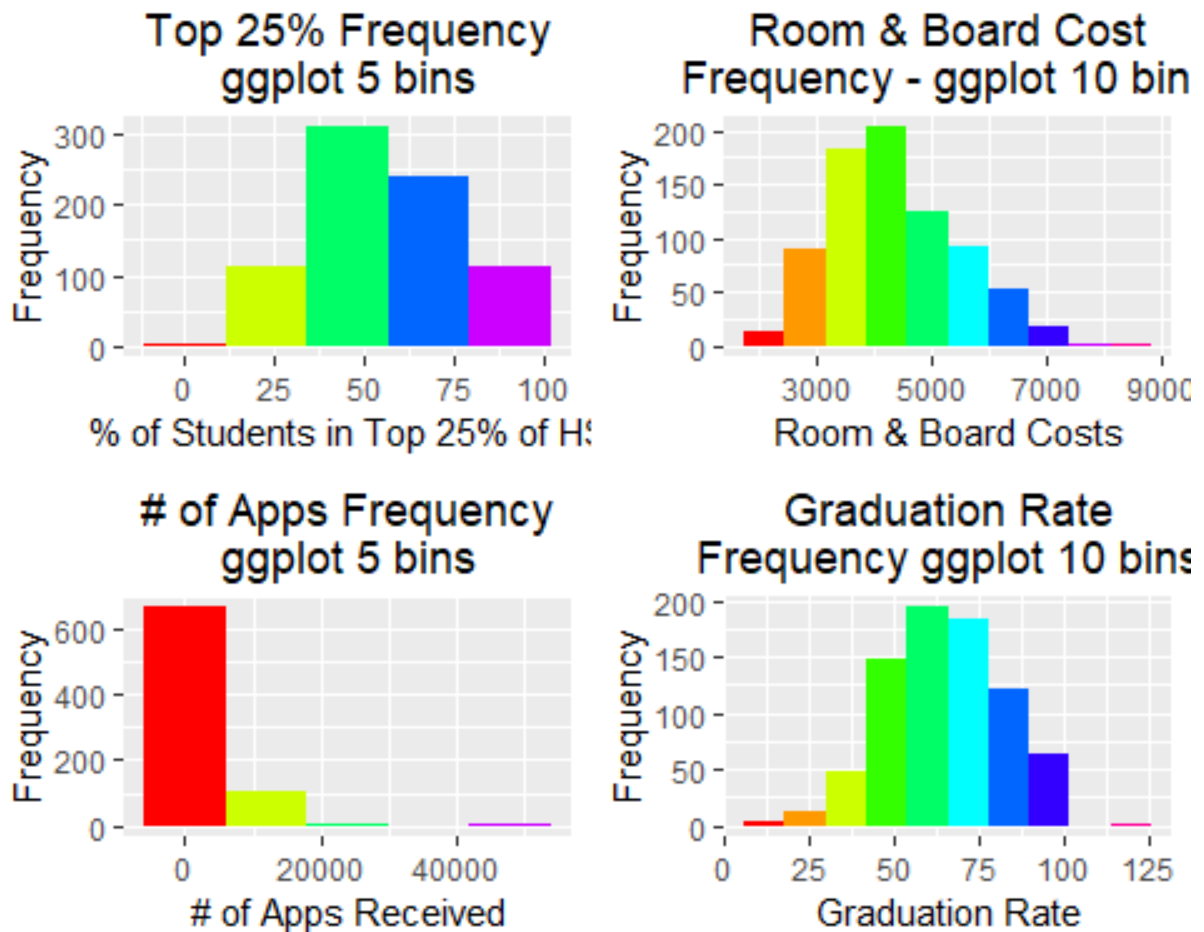 Top 25% Frequency
ggplot 5 bins
300
200
100
0
Frequency
0 25 50 75 100
% of Students in Top 25% of H
Room & Board Cost
Frequency - ggplot 10 bin
200
150
100
50
0
Frequency
3000 5000 7000 9000
Room & Board Costs
# of Apps Frequency
ggplot 5 bins
600
400
200
0
Frequency
0 20000 40000
# of Apps Received
Graduation Rate
Frequency ggplot 10 bins
200
150
100
50
0
Frequency
0 25 50 75 100 125
Graduation Rate